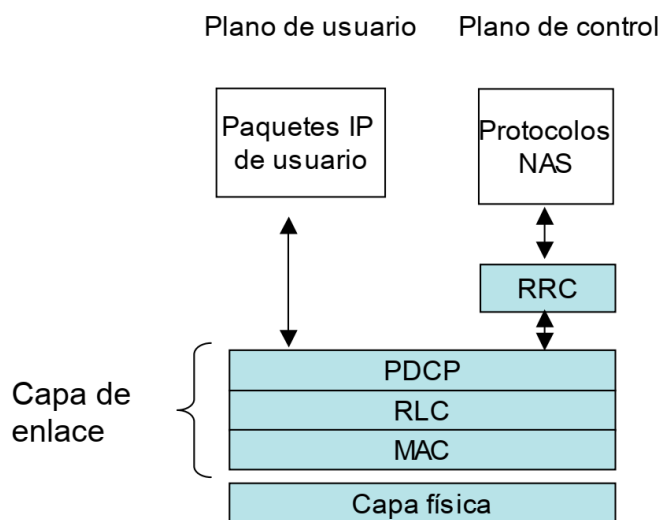 Plano de usuario
Plano de control
Paquetes IP
de usuario
Protocolos
NAS
RRC
Capa de
enlace
PDCP
RLC
MAC
Capa física